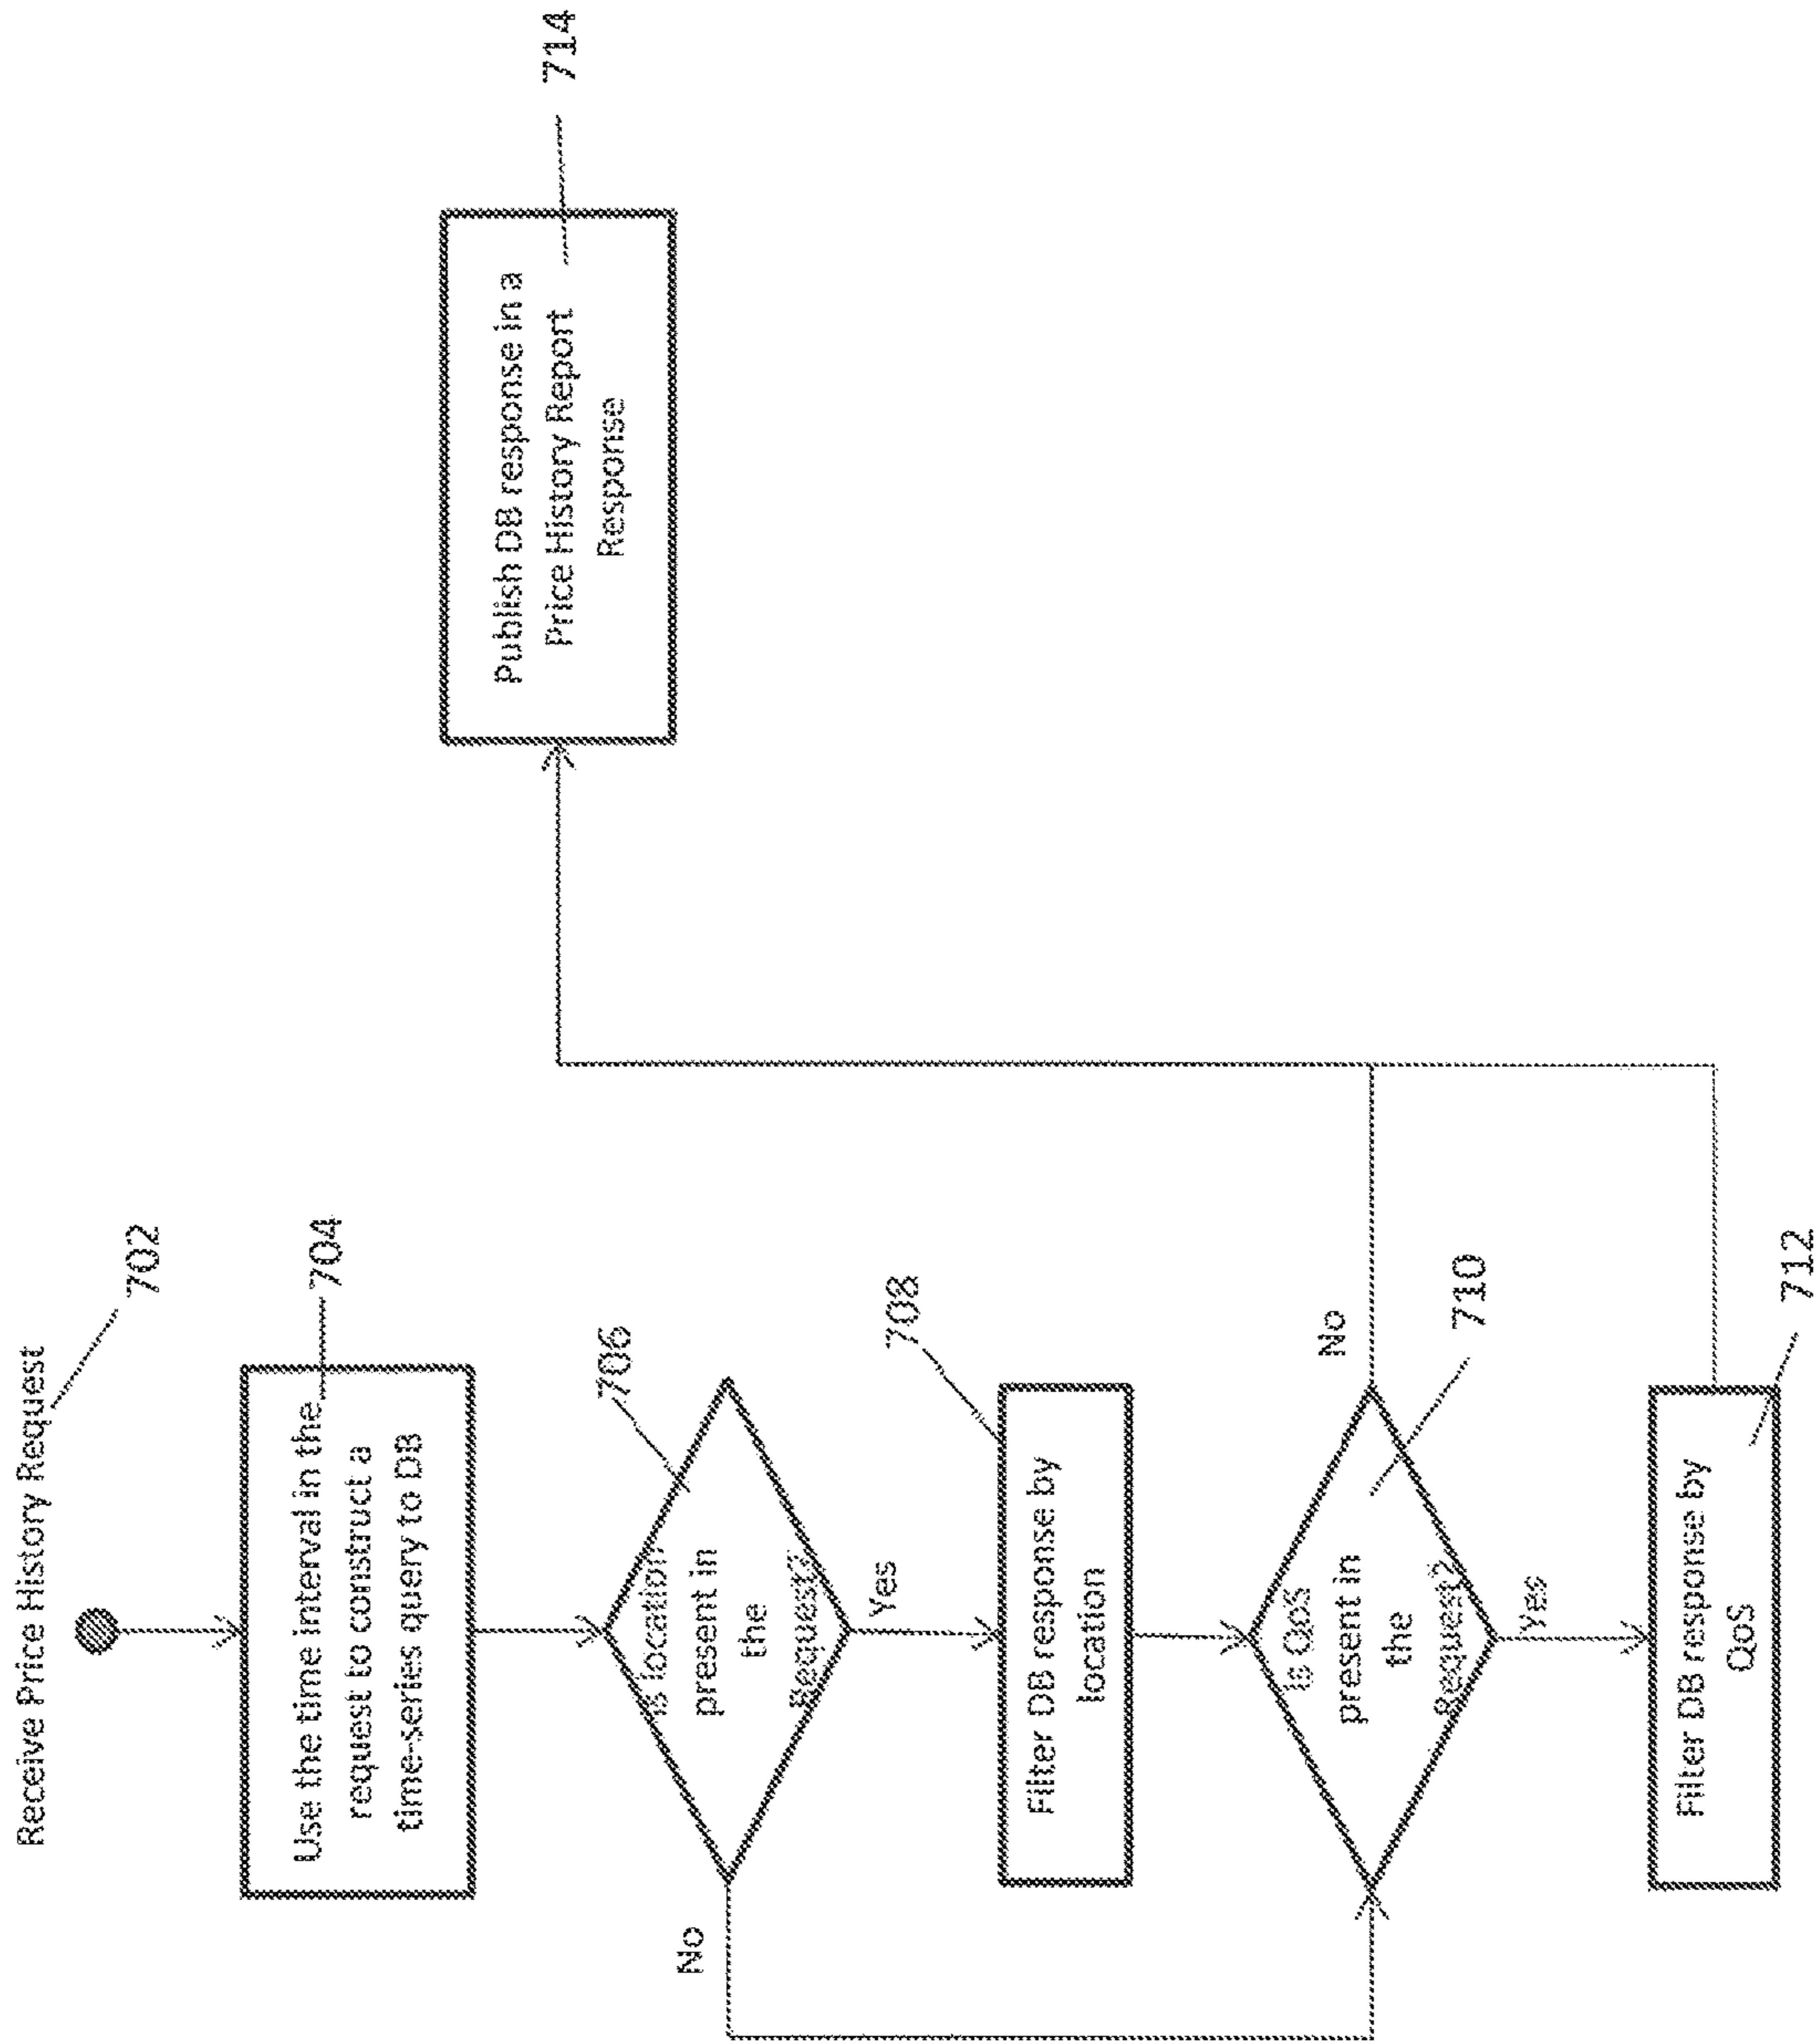 Receive Price History Request
702
Use the time interval in the
request to construct a
time-series query to DB
704
Is location
present in
the
Request?
706
No
Yes
Filter DB response by
location
708
Is QoS
present in
the
Request?
710
No
Yes
Filter DB response by
QoS
712
Publish DB response in a
Price History Report
Response
714